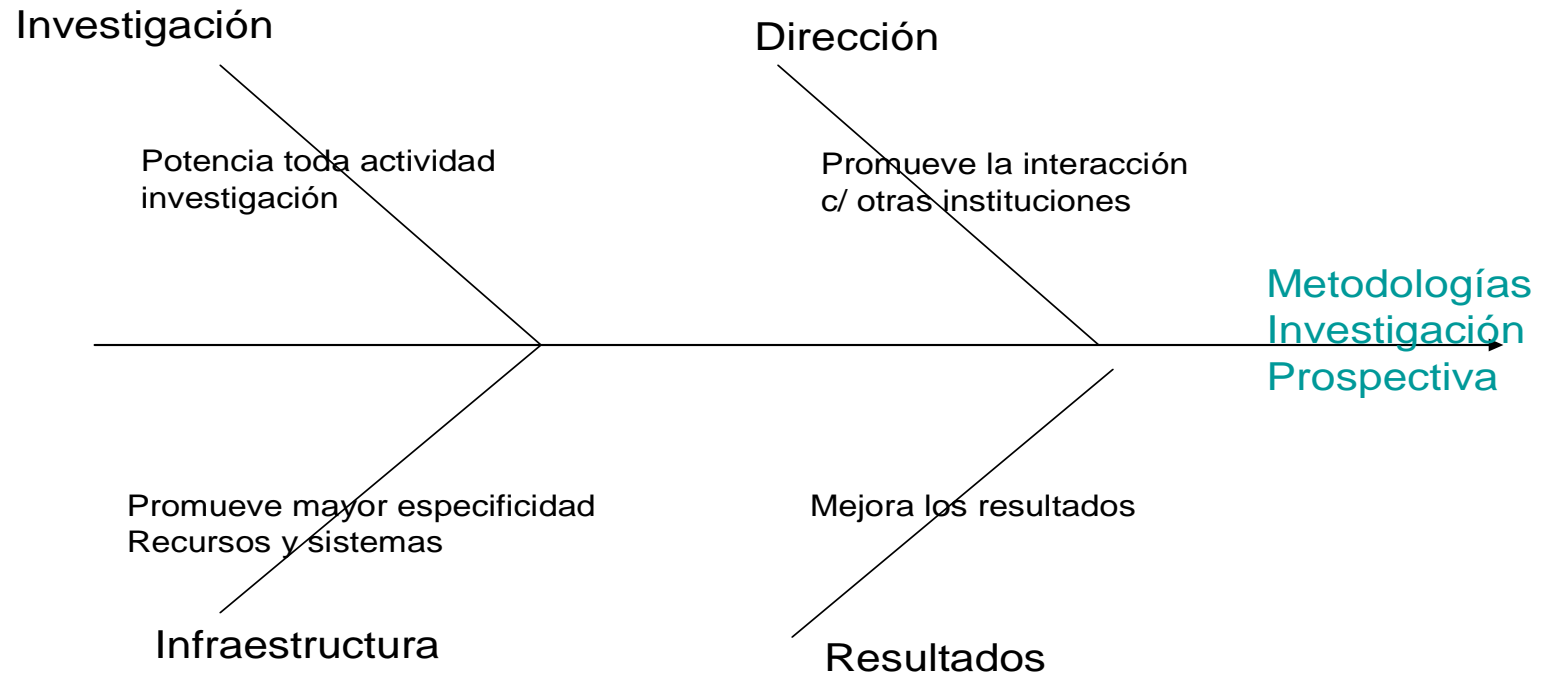 Investigación
Dirección
Potencia toda actividad
investigación
Promueve la interacción
c/ otras instituciones
Metodologías
Investigación
Prospectiva
Promueve mayor especificidad
Recursos y sistemas
Mejora los resultados
Infraestructura
Resultados